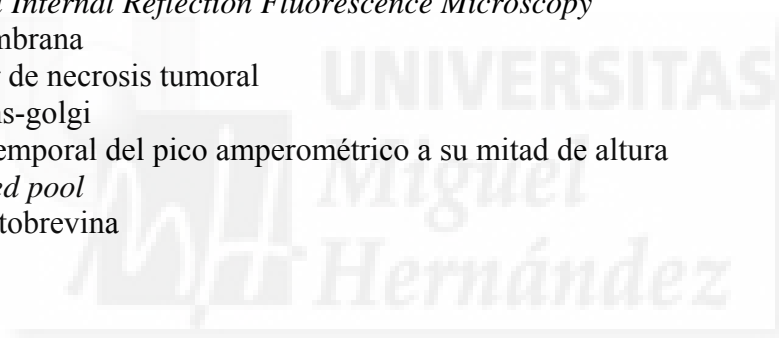 Internal Reflection Fluorescence Microscopy
mbrana
de necrosis tumoral
s-golgi
emporal del pico amperométrico a su mitad de altura
ed pool
tobrevina
UNIVERSITAS
Miguel
Hernández